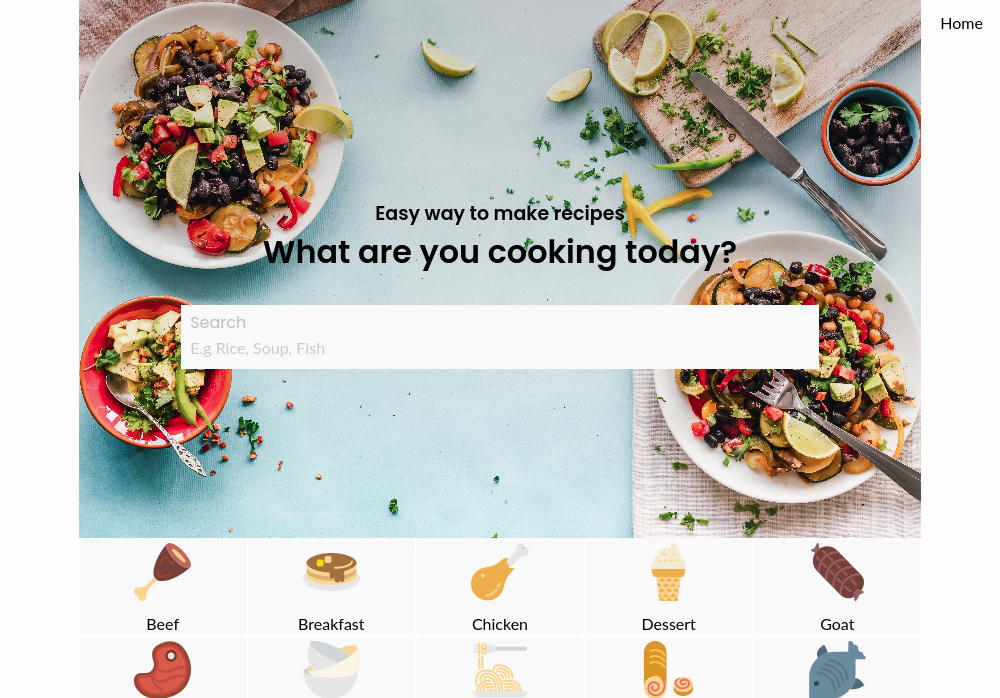 Home
Easy way to make recipes
What are you cooking today?
Search
E.g Rice, Soup, Fish
Beef
Breakfast
Chicken
Dessert
Goat